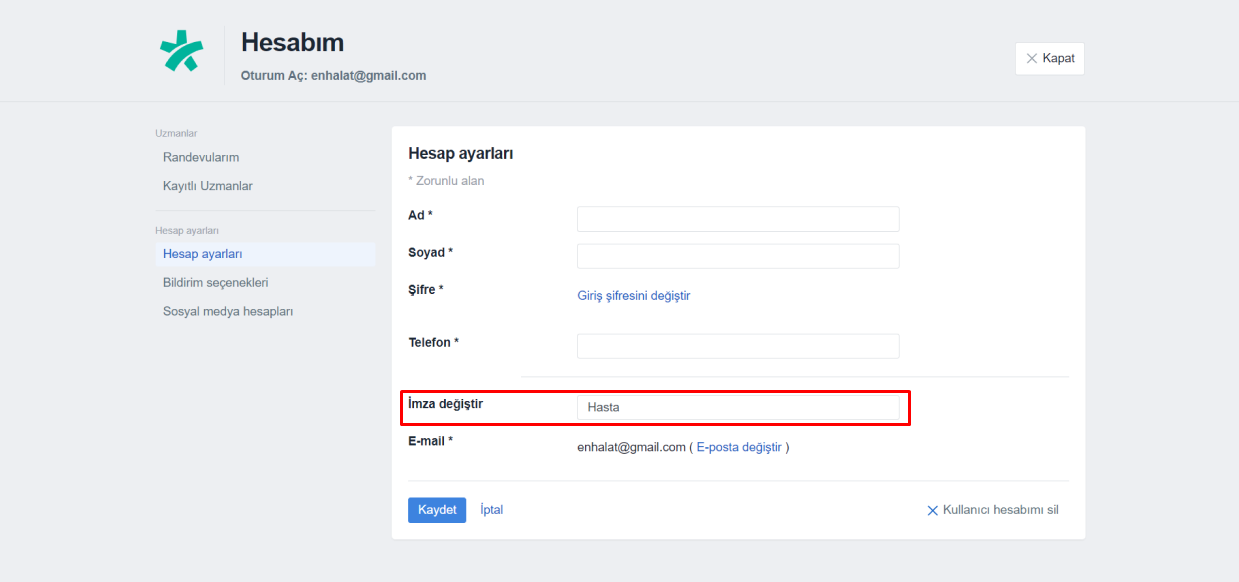 Hesabım
Oturum Aç: enhalat@gmail.com
Kapat
Uzmanlar
Randevularım
Kayıtlı Uzmanlar
Hesap ayarları
Hesap ayarları
Bildirim seçenekleri
Sosyal medya hesapları
Hesap ayarları
* Zorunlu alan
Ad *
Soyad *
Şifre *
Giriş şifresini değiştir
Telefon *
İmza değiştir
Hasta
E-mail *
enhalat@gmail.com ( E-posta değiştir )
Kaydet
İptal
Kullanıcı hesabımı sil